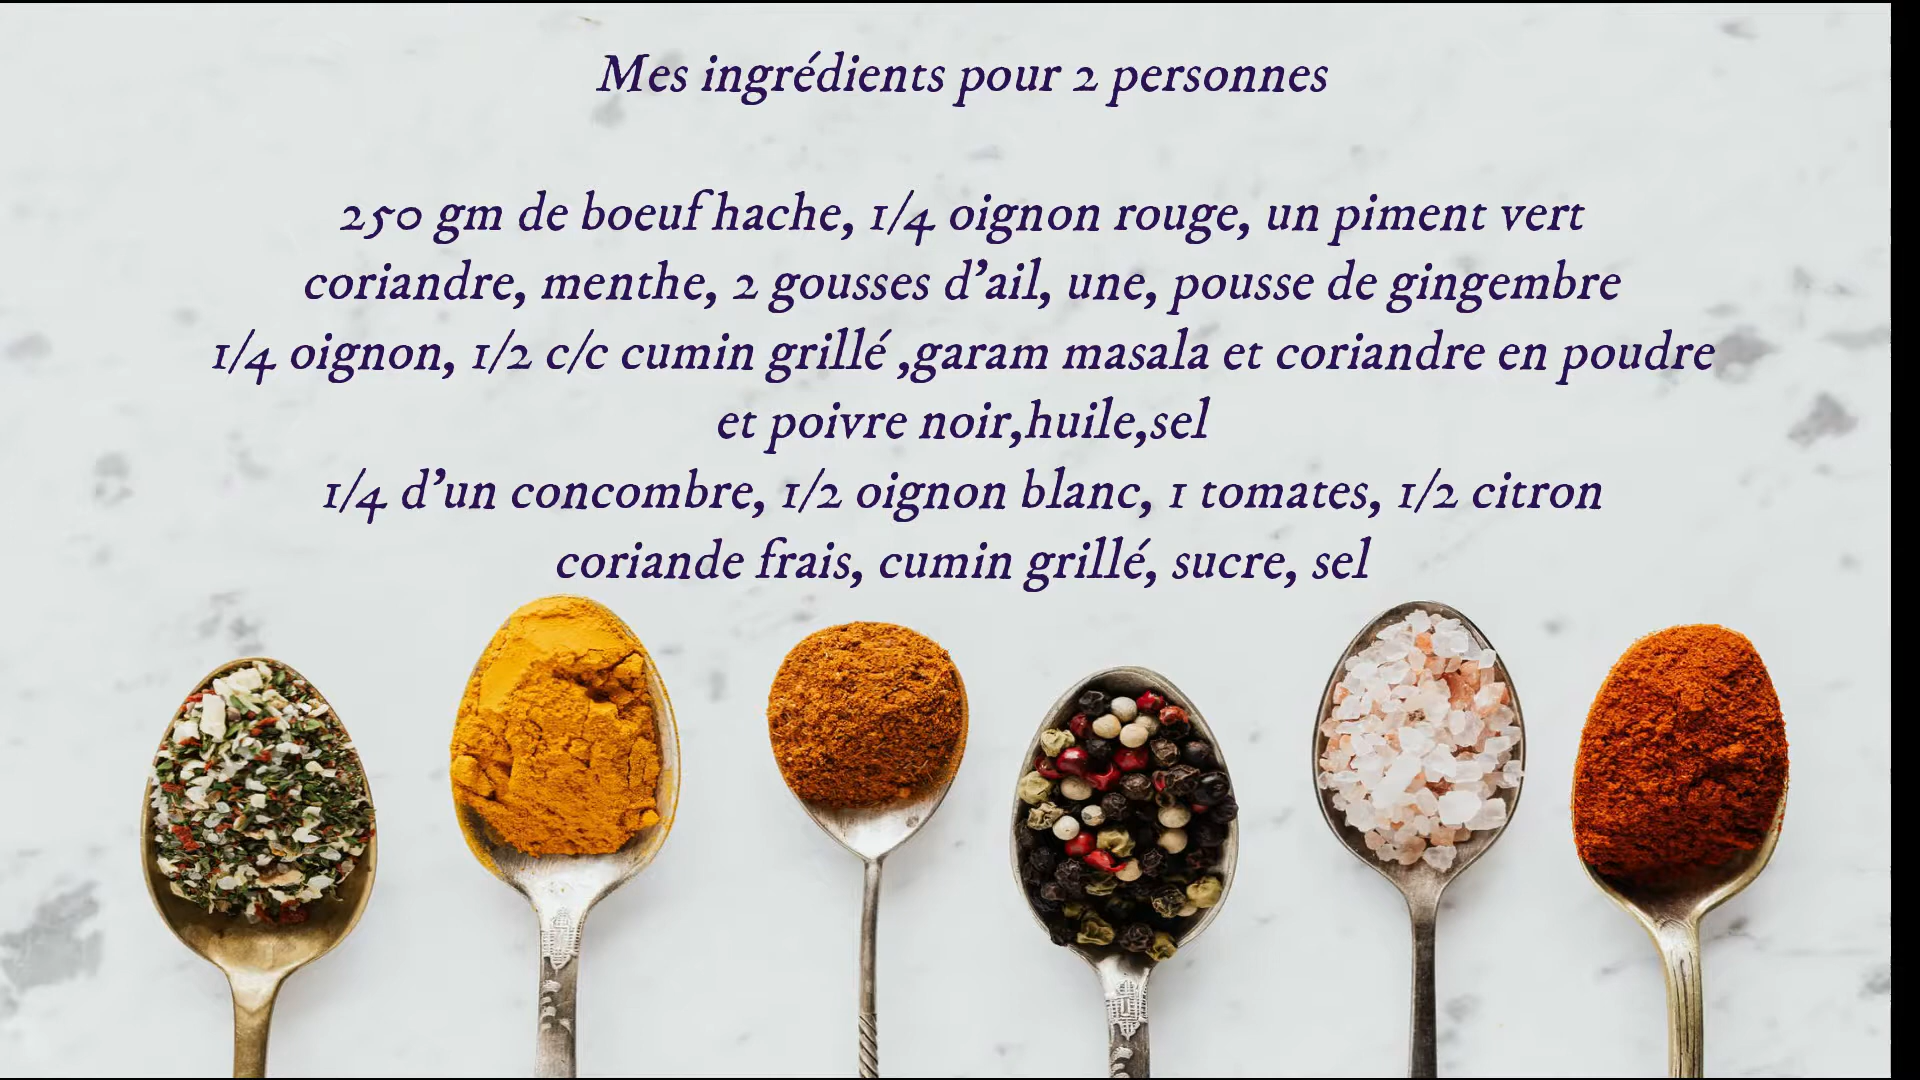 Mes ingrédients pour 2 personnes
250 gm de boeuf hache, 1/4 oignon rouge, un piment vert
coriandre, menthe, 2 gousses d'ail, une, pousse de gingembre
1/4 oignon, 1/2 c/c cumin grillé ,garam masala et coriandre en poudre
et poivre noir,huile,sel
1/4 d'un concombre, 1/2 oignon blanc, 1 tomates, 1/2 citron
coriande frais, cumin grillé, sucre, sel